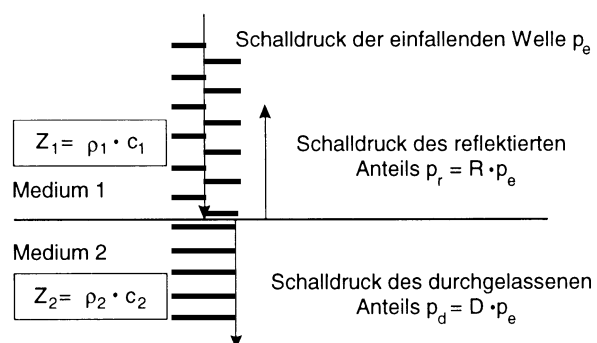 Schalldruck der einfallenden Welle pₑ
Z₁= ρ₁ · c₁
Schalldruck des reflektierten
Anteils pᵣ = R · pₑ
Medium 1
Medium 2
Schalldruck des durchgelassenen
Anteils p_d = D · pₑ
Z₂= ρ₂ · c₂